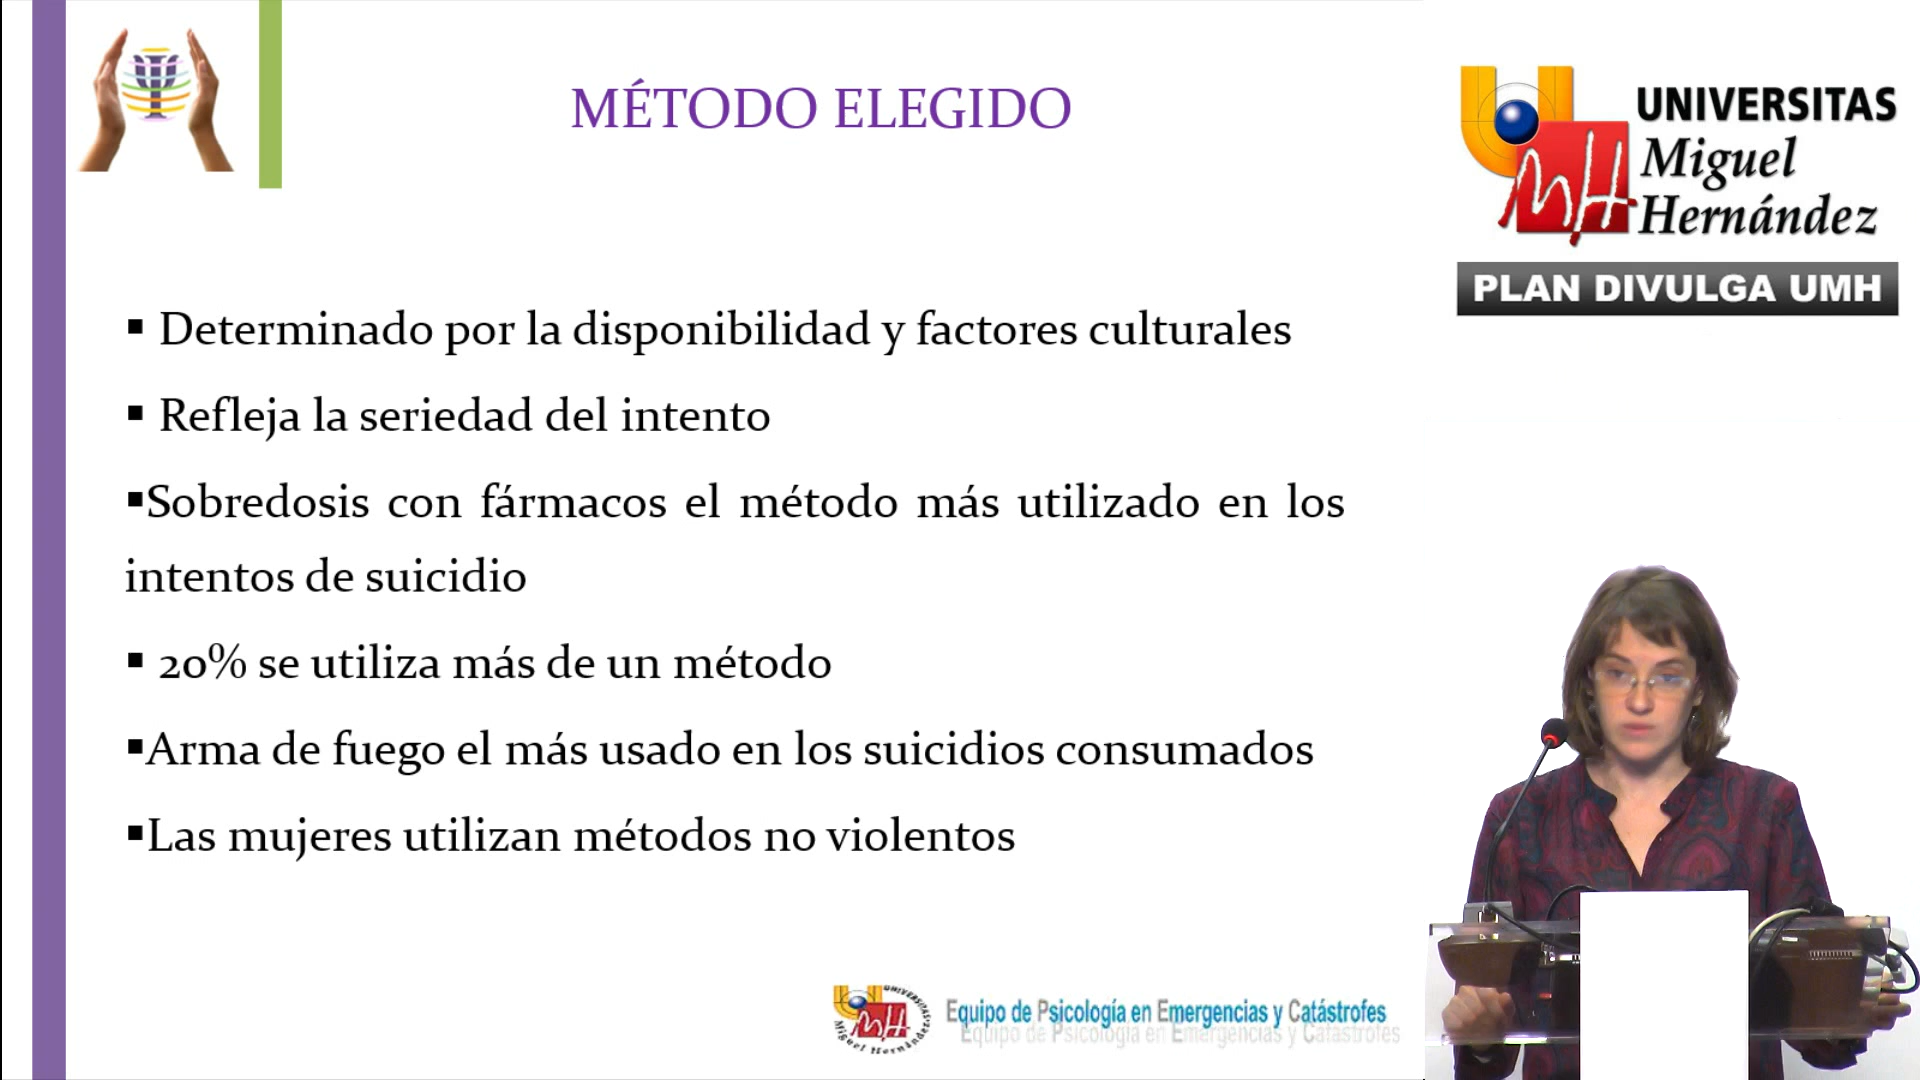 MÉTODO ELEGIDO
UNIVERSITAS
Miguel
Hernández
PLAN DIVULGA UMH
▪ Determinado por la disponibilidad y factores culturales
▪ Refleja la seriedad del intento
▪Sobredosis con fármacos el método más utilizado en los
intentos de suicidio
▪ 20% se utiliza más de un método
▪Arma de fuego el más usado en los suicidios consumados
▪Las mujeres utilizan métodos no violentos
UNIVERSITAS Miguel Hernández
Equipo de Psicología en Emergencias y Catástrofes